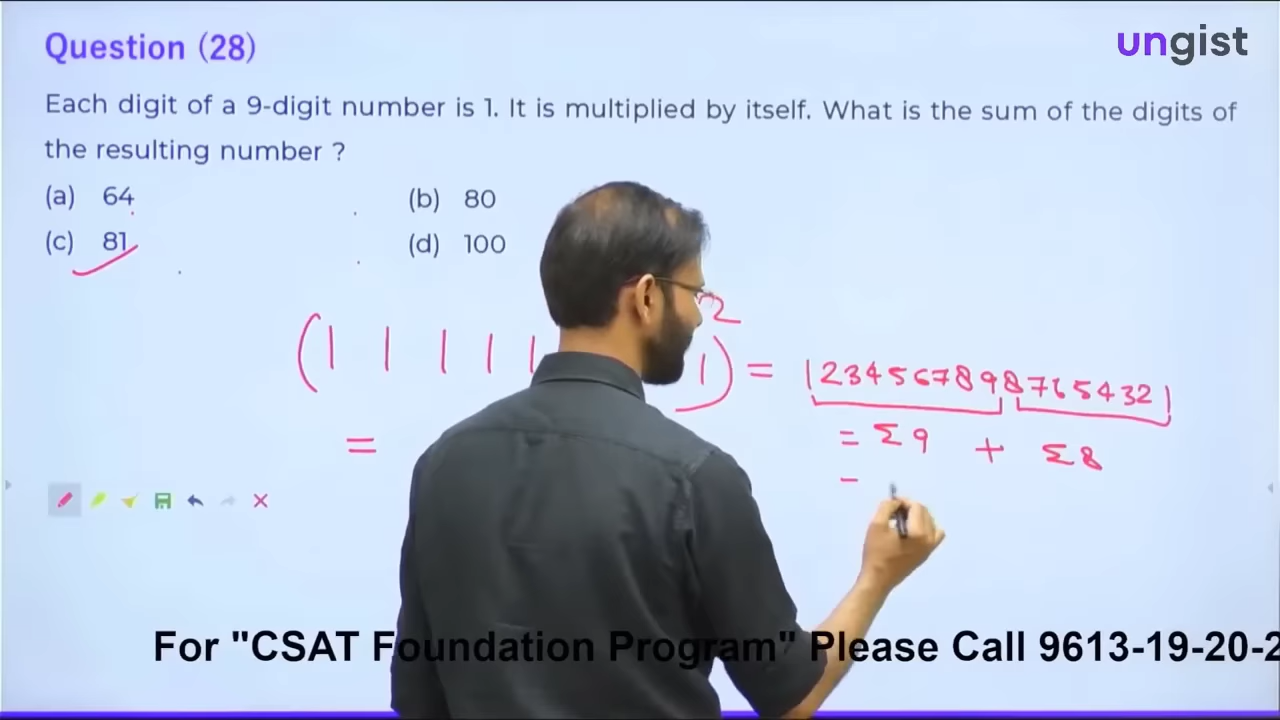 Question (28)
ungist
Each digit of a 9-digit number is 1. It is multiplied by itself. What is the sum of the digits of
the resulting number ?
(a) 64
(b) 80
(c) 81
(d) 100
(1 1 1 1 1 1)² = 12345678987654321
= Σ9 + Σ8
=
=
For "CSAT Foundation Program" Please Call 9613-19-20-2